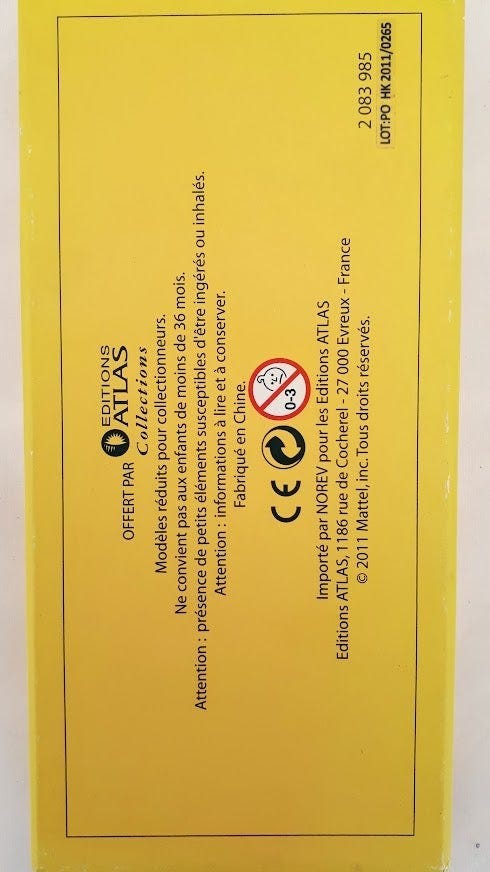 OFFERT PAR EDITIONS ATLAS Collections
Modèles réduits pour collectionneurs.
Ne convient pas aux enfants de moins de 36 mois.
Attention : présence de petits éléments susceptibles d'être ingérés ou inhalés.
Attention : informations à lire et à conserver.
Fabriqué en Chine.
CE 0-3
Importé par NOREV pour les Editions ATLAS
Editions ATLAS, 1186 rue de Cocherel - 27 000 Evreux - France
© 2011 Mattel, inc. Tous droits réservés.
2 083 985
LOT:PO HK 2011/0265